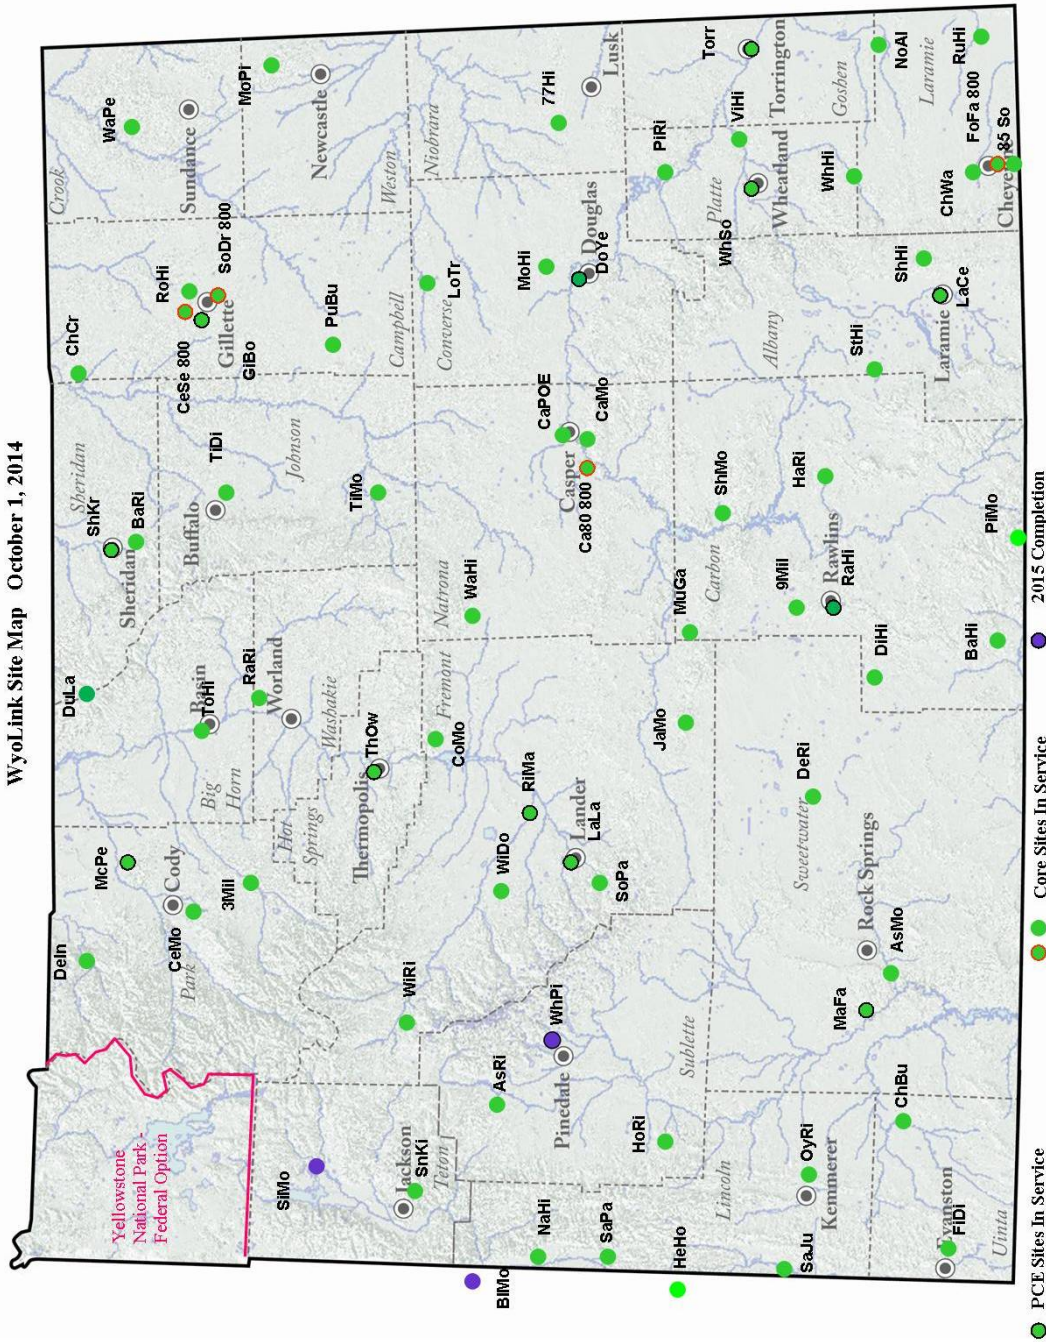 WyoLink Site Map   October 1, 2014
Yellowstone
National Park -
Federal Option
DeIn
McPe
CeMo
Cody
Park
3Mil
DuLa
Basin
ToHi
Big
Horn
RaRi
Worland
Washakie
Hot
Springs
Thermopolis
ThOw
Sheridan
ShKr
BaRi
Sheridan
Buffalo
TiDi
Johnson
TiMo
ChCr
RoHi
CeSe 800
SoDr 800
Gillette
GiBo
PuBu
Campbell
Crook
WaPe
Sundance
MoPi
Newcastle
Weston
SiMo
Jackson
SnKi
Teton
BlMo
NaHi
SaPa
HeHo
WiRi
AsRi
WhPi
Pinedale
HoRi
Sublette
CoMo
Fremont
WiDo
RiMa
Lander
LaLa
SoPa
JaMo
Natrona
WaHi
MuGa
CaPOE
Casper
CaMo
Ca80 800
LoTr
Converse
MoHi
Douglas
DoYe
Niobrara
77Hi
Lusk
Lincoln
SaJu
OyRi
Kemmerer
Evanston
FiDi
Uinta
ChBu
MaFa
Rock Springs
AsMo
Sweetwater
DeRi
DiHi
BaHi
Carbon
9Mil
Rawlins
RaHi
ShMo
HaRi
PiMo
Albany
StHi
ShHi
Laramie
LaCe
PiRi
Platte
ViHi
Wheatland
WhSo
WhHi
Torr
Torrington
Goshen
NoAl
Laramie
RuHi
FoFa 800
85 So
ChWa
Cheyenne
PCE Sites In Service
Core Sites In Service
2015 Completion